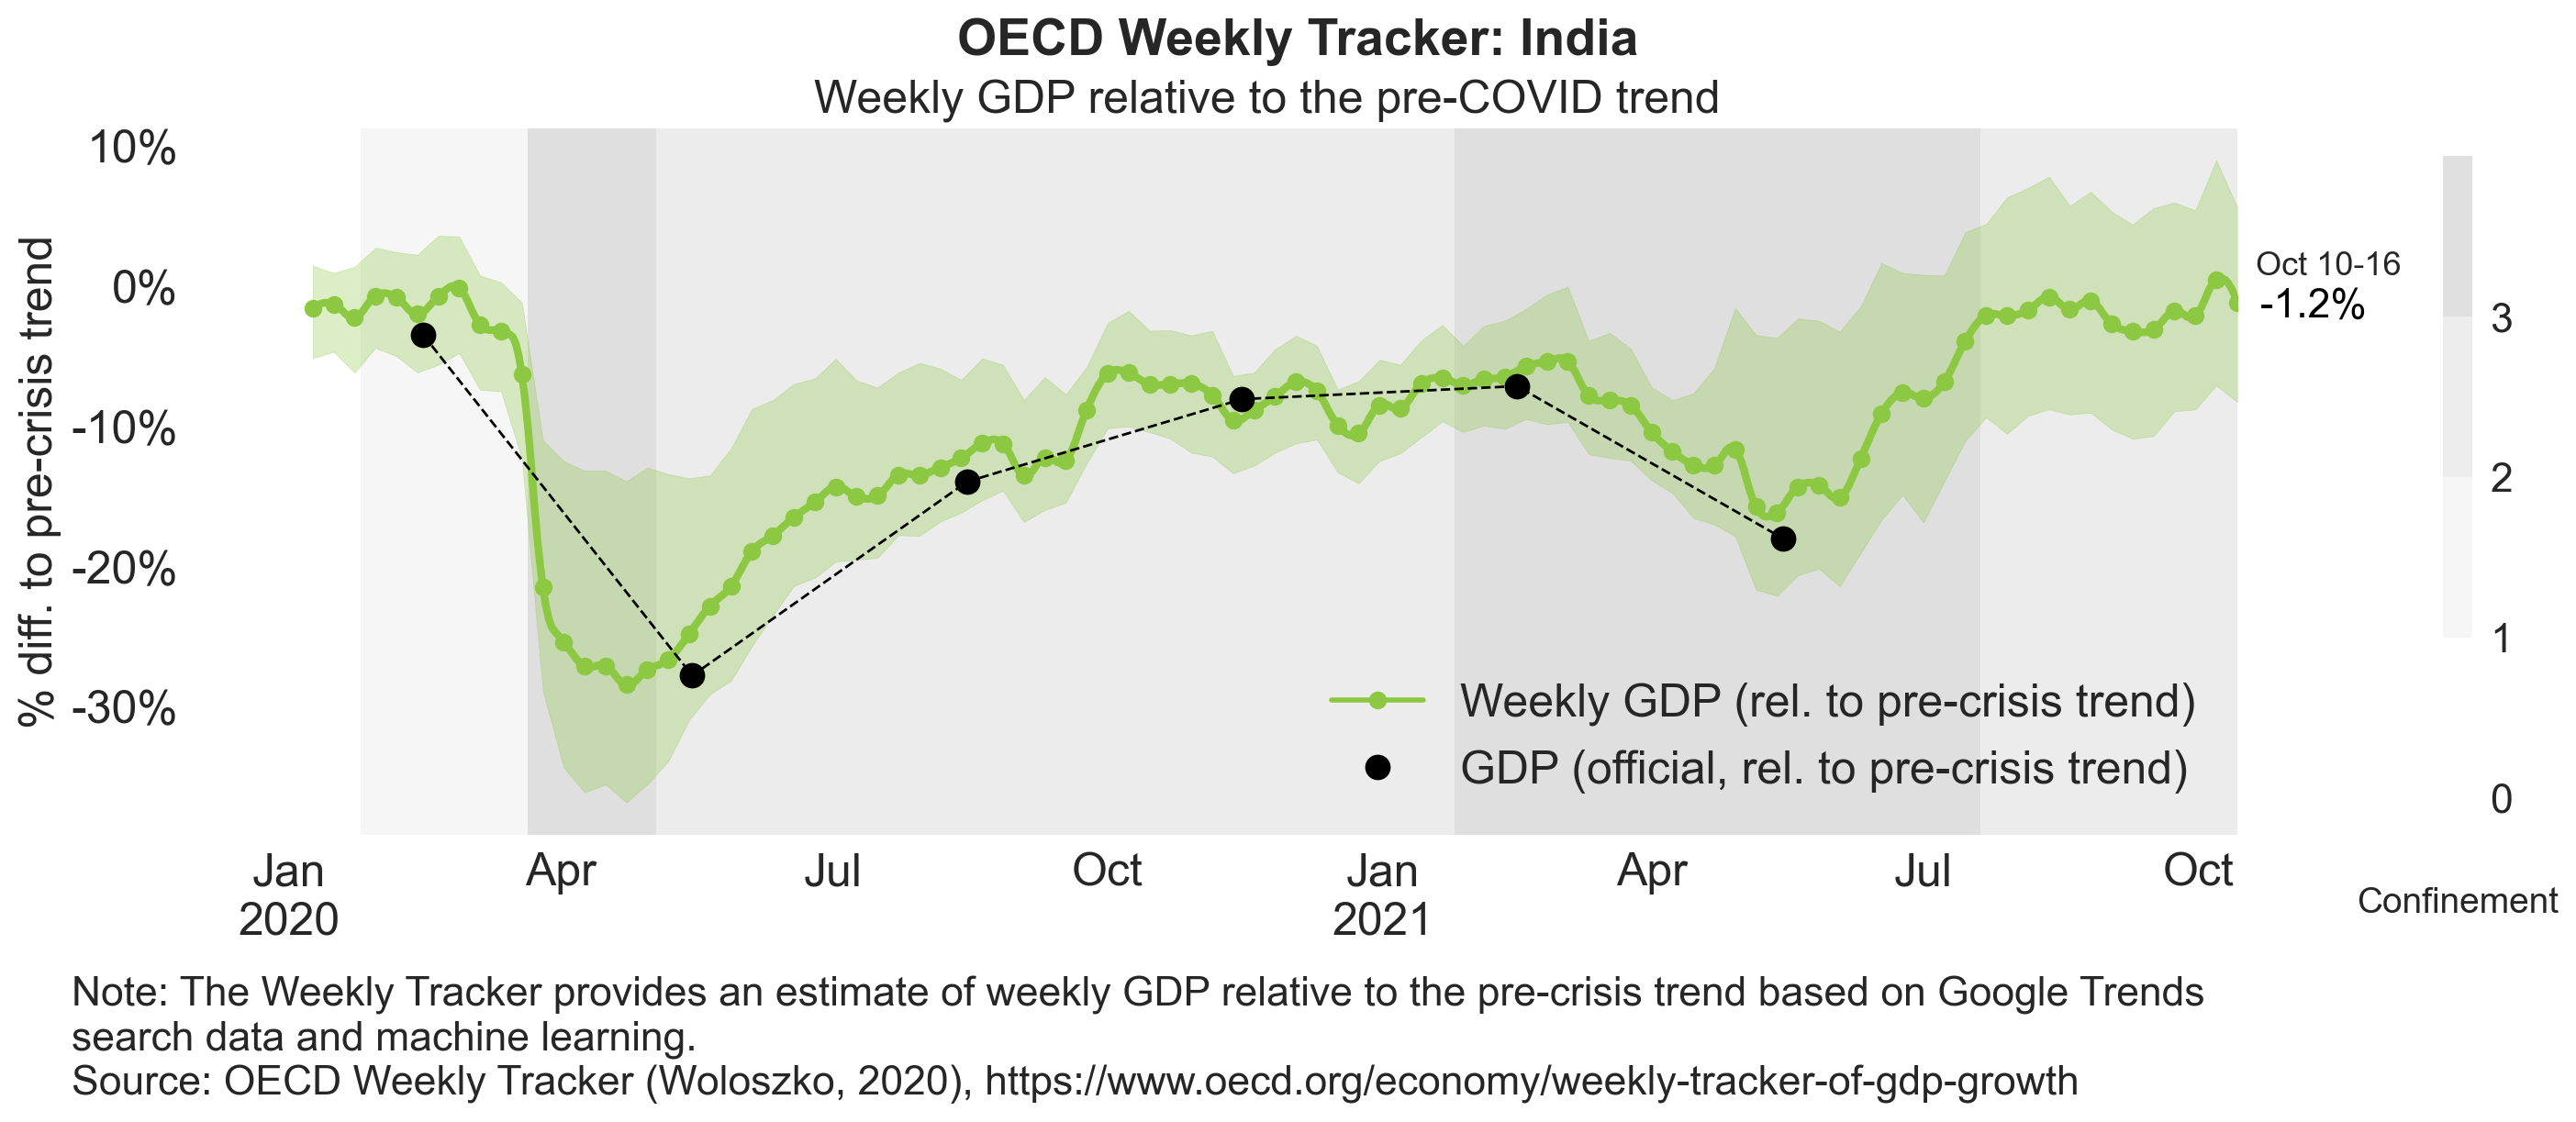 OECD Weekly Tracker: India
Weekly GDP relative to the pre-COVID trend
% diff. to pre-crisis trend
10%
0%
-10%
-20%
-30%
Oct 10-16
-1.2%
3
2
1
0
Confinement
Weekly GDP (rel. to pre-crisis trend)
GDP (official, rel. to pre-crisis trend)
Jan Apr Jul Oct Jan Apr Jul Oct
2020 2021
Note: The Weekly Tracker provides an estimate of weekly GDP relative to the pre-crisis trend based on Google Trends
search data and machine learning.
Source: OECD Weekly Tracker (Woloszko, 2020), https://www.oecd.org/economy/weekly-tracker-of-gdp-growth